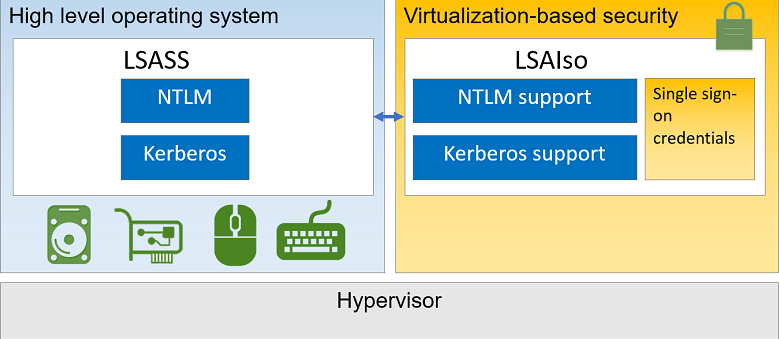 High level operating system
LSASS
NTLM
Kerberos
Virtualization-based security
LSAIso
NTLM support
Kerberos support
Single sign-
on
credentials
Hypervisor